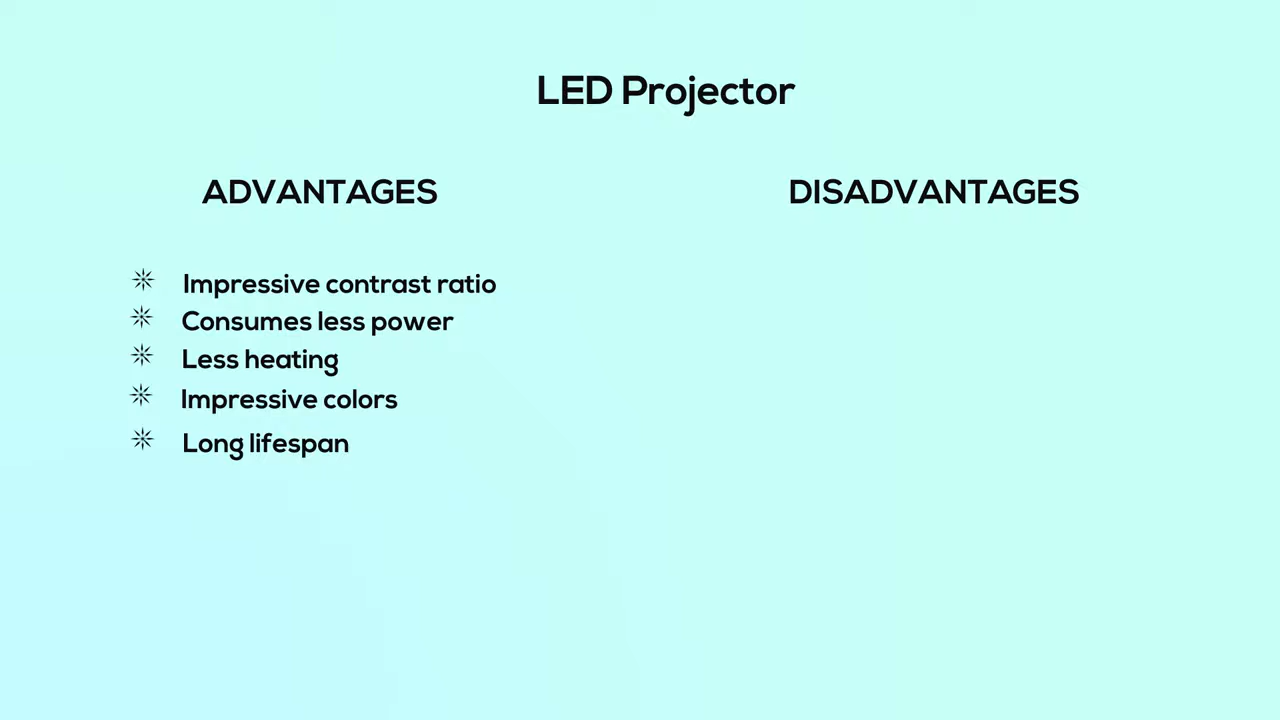 LED Projector
ADVANTAGES
DISADVANTAGES
Impressive contrast ratio
Consumes less power
Less heating
Impressive colors
Long lifespan